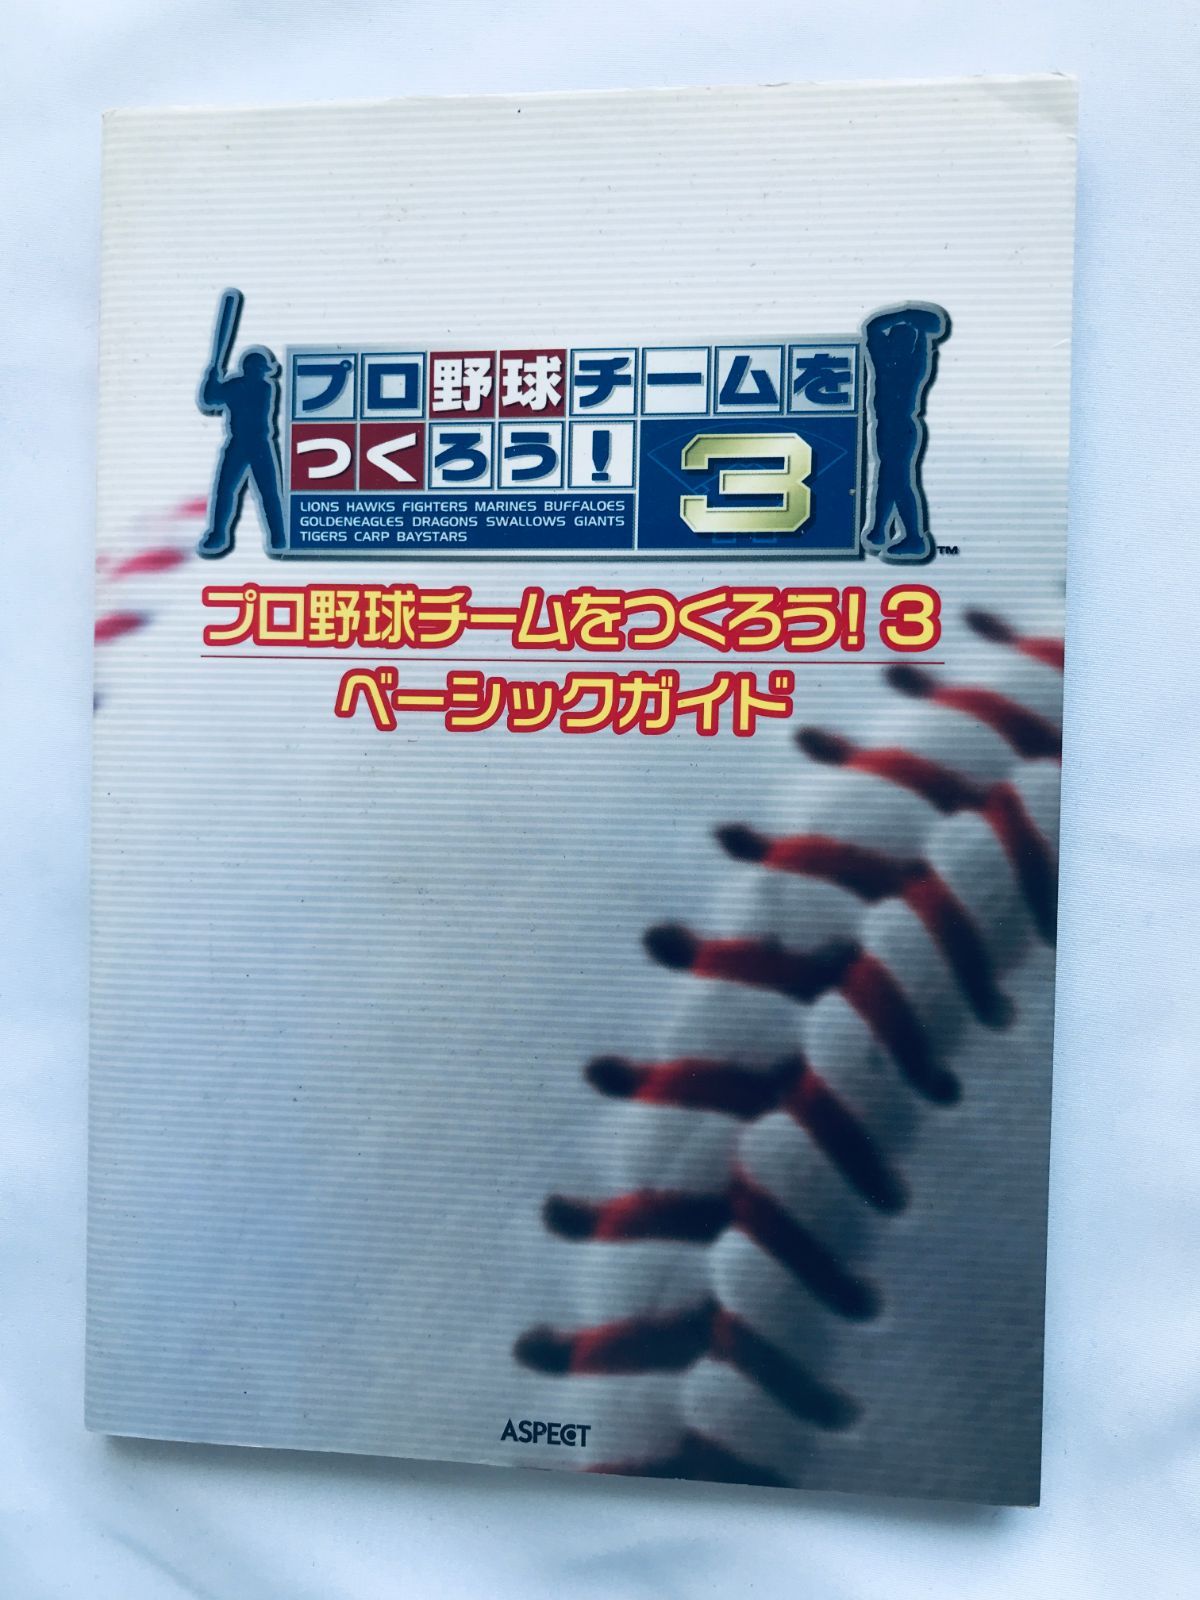 プロ野球チームを
つくろう!
3
LIONS HAWKS FIGHTERS MARINES BUFFALOES
GOLDENEAGLES DRAGONS SWALLOWS GIANTS
TIGERS CARP BAYSTARS
TM
プロ野球チームをつくろう! 3
ベーシックガイド
ASPECT